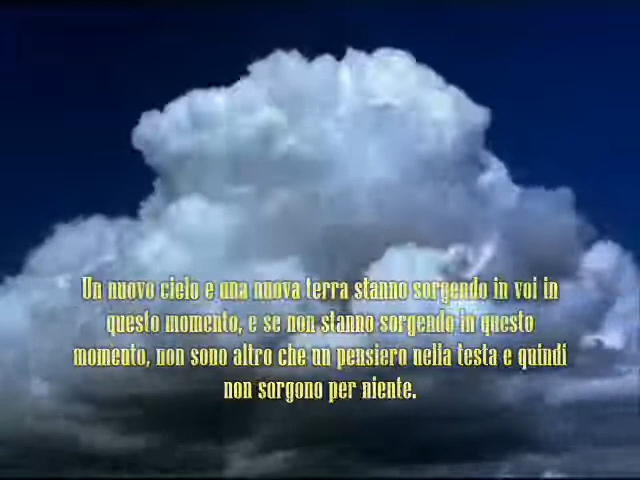 Un nuovo cielo e una nuova terra stanno sorgendo in voi in
questo momento, e se non stanno sorgendo in questo
momento, non sono altro che un pensiero nella testa e quindi
non sorgono per niente.